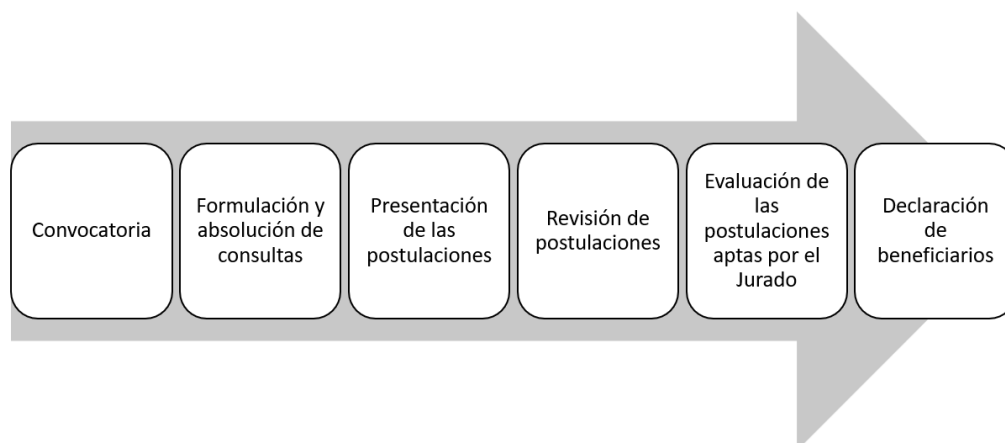 Convocatoria
Formulación y
absolución de
consultas
Presentación
de las
postulaciones
Revisión de
postulaciones
Evaluación de
las
postulaciones
aptas por el
Jurado
Declaración
de
beneficiarios